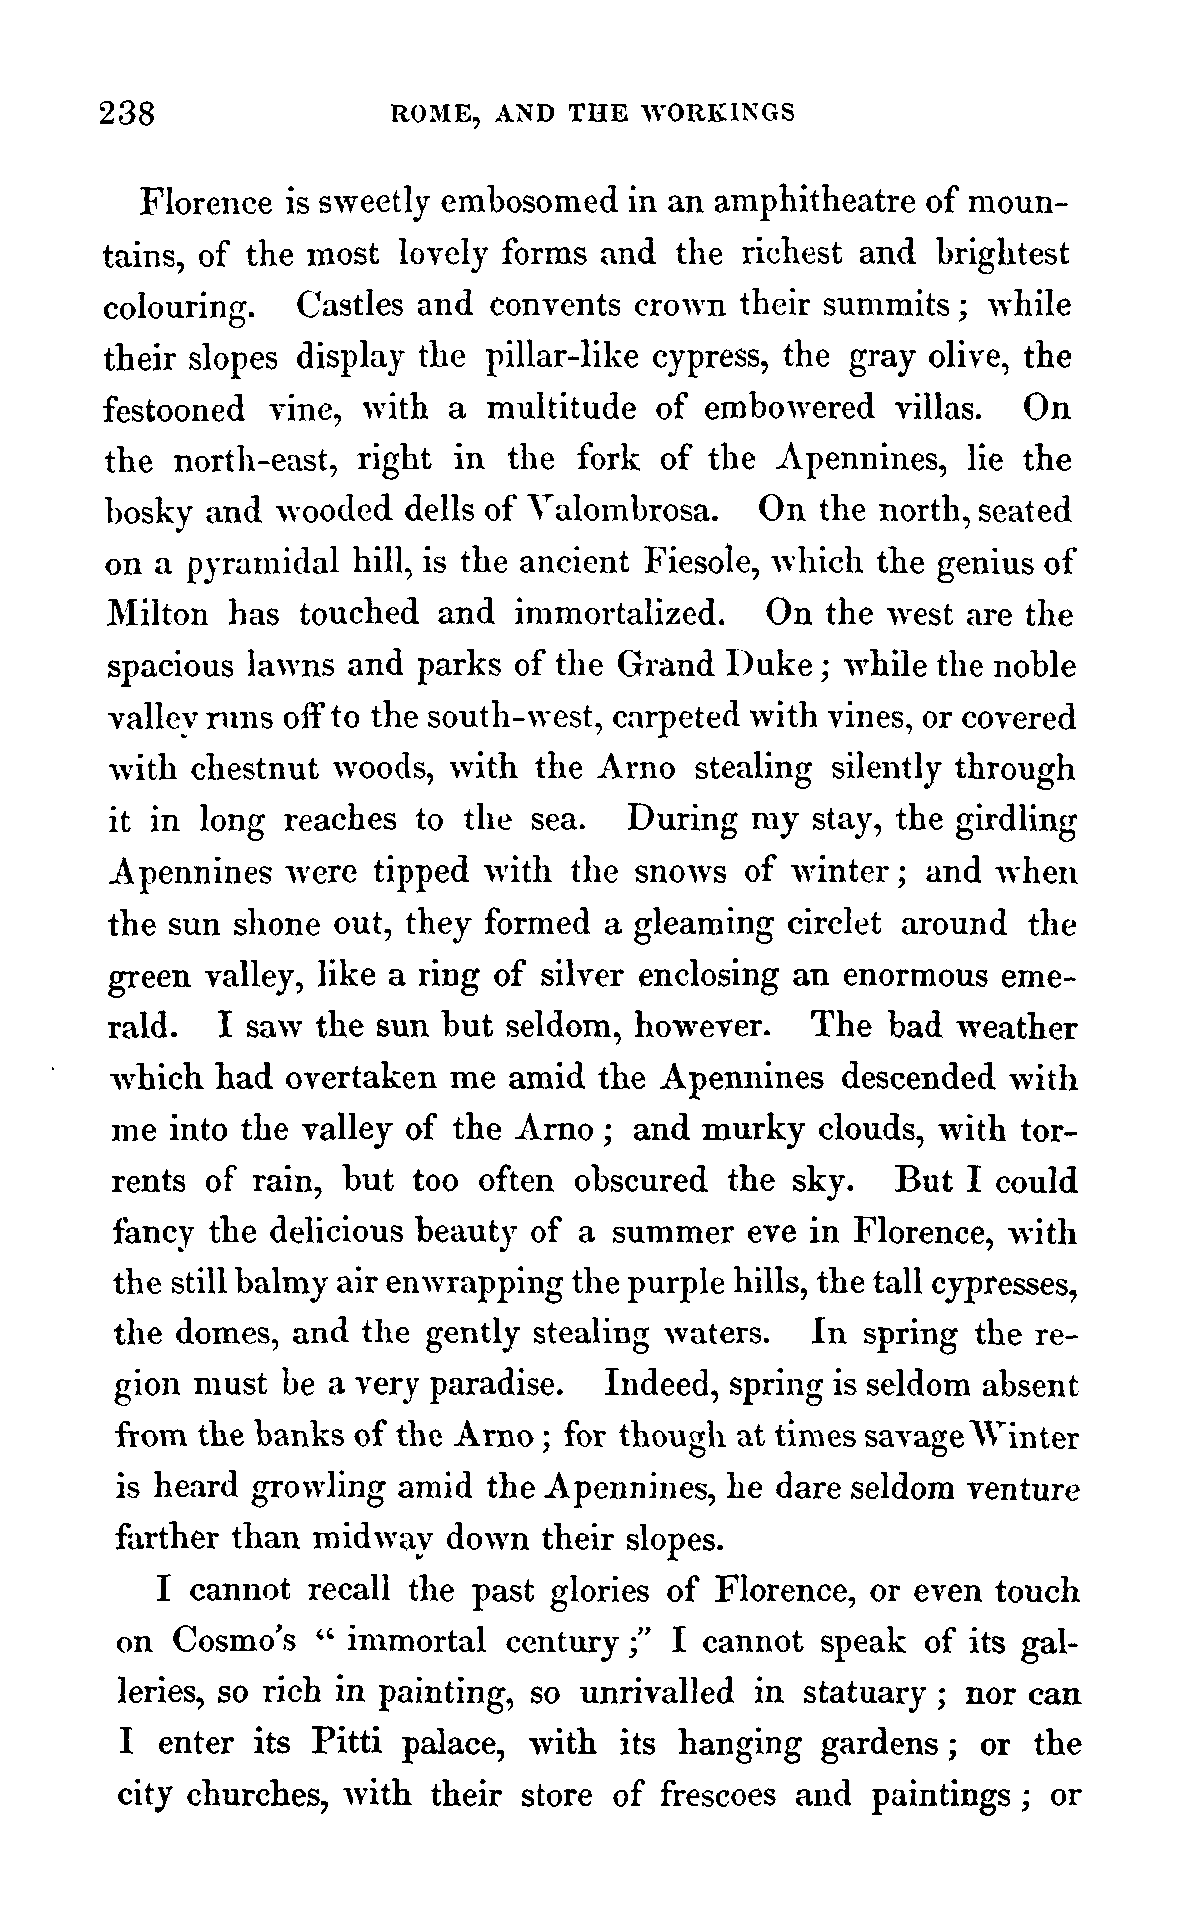 238 ROME, AND THE WORKINGS
Florence is sweetly embosomed in an amphitheatre of moun-
tains, of the most lovely forms and the richest and brightest
colouring. Castles and convents crown their summits; while
their slopes display the pillar-like cypress, the gray olive, the
festooned vine, with a multitude of embowered villas. On
the north-east, right in the fork of the Apennines, lie the
bosky and wooded dells of Valombrosa. On the north, seated
on a pyramidal hill, is the ancient Fiesole, which the genius of
Milton has touched and immortalized. On the west are the
spacious lawns and parks of the Grand Duke; while the noble
valley runs off to the south-west, carpeted with vines, or covered
with chestnut woods, with the Arno stealing silently through
it in long reaches to the sea. During my stay, the girdling
Apennines were tipped with the snows of winter; and when
the sun shone out, they formed a gleaming circlet around the
green valley, like a ring of silver enclosing an enormous eme-
rald. I saw the sun but seldom, however. The bad weather
which had overtaken me amid the Apennines descended with
me into the valley of the Arno; and murky clouds, with tor-
rents of rain, but too often obscured the sky. But I could
fancy the delicious beauty of a summer eve in Florence, with
the still balmy air enwrapping the purple hills, the tall cypresses,
the domes, and the gently stealing waters. In spring the re-
gion must be a very paradise. Indeed, spring is seldom absent
from the banks of the Arno; for though at times savage Winter
is heard growling amid the Apennines, he dare seldom venture
farther than midway down their slopes.
I cannot recall the past glories of Florence, or even touch
on Cosmo's "immortal century;" I cannot speak of its gal-
leries, so rich in painting, so unrivalled in statuary; nor can
I enter its Pitti palace, with its hanging gardens; or the
city churches, with their store of frescoes and paintings; or